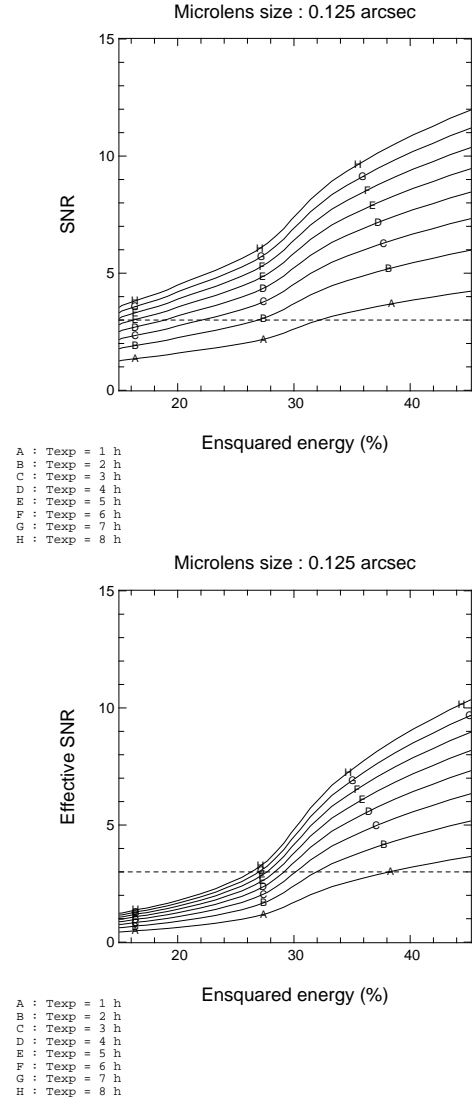 Microlens size : 0.125 arcsec
15
10
5
0
SNR
H
G
F
E
D
C
B
A
H
G
F
E
D
C
B
A
H
G
F
E
D
C
B
A
20
30
40
Ensquared energy (%)
A : Texp = 1 h
B : Texp = 2 h
C : Texp = 3 h
D : Texp = 4 h
E : Texp = 5 h
F : Texp = 6 h
G : Texp = 7 h
H : Texp = 8 h
Microlens size : 0.125 arcsec
15
10
5
0
Effective SNR
H
G
H
G
F
E
D
C
B
A
H
D
C
B
A
H
A
20
30
40
Ensquared energy (%)
A : Texp = 1 h
B : Texp = 2 h
C : Texp = 3 h
D : Texp = 4 h
E : Texp = 5 h
F : Texp = 6 h
G : Texp = 7 h
H : Texp = 8 h